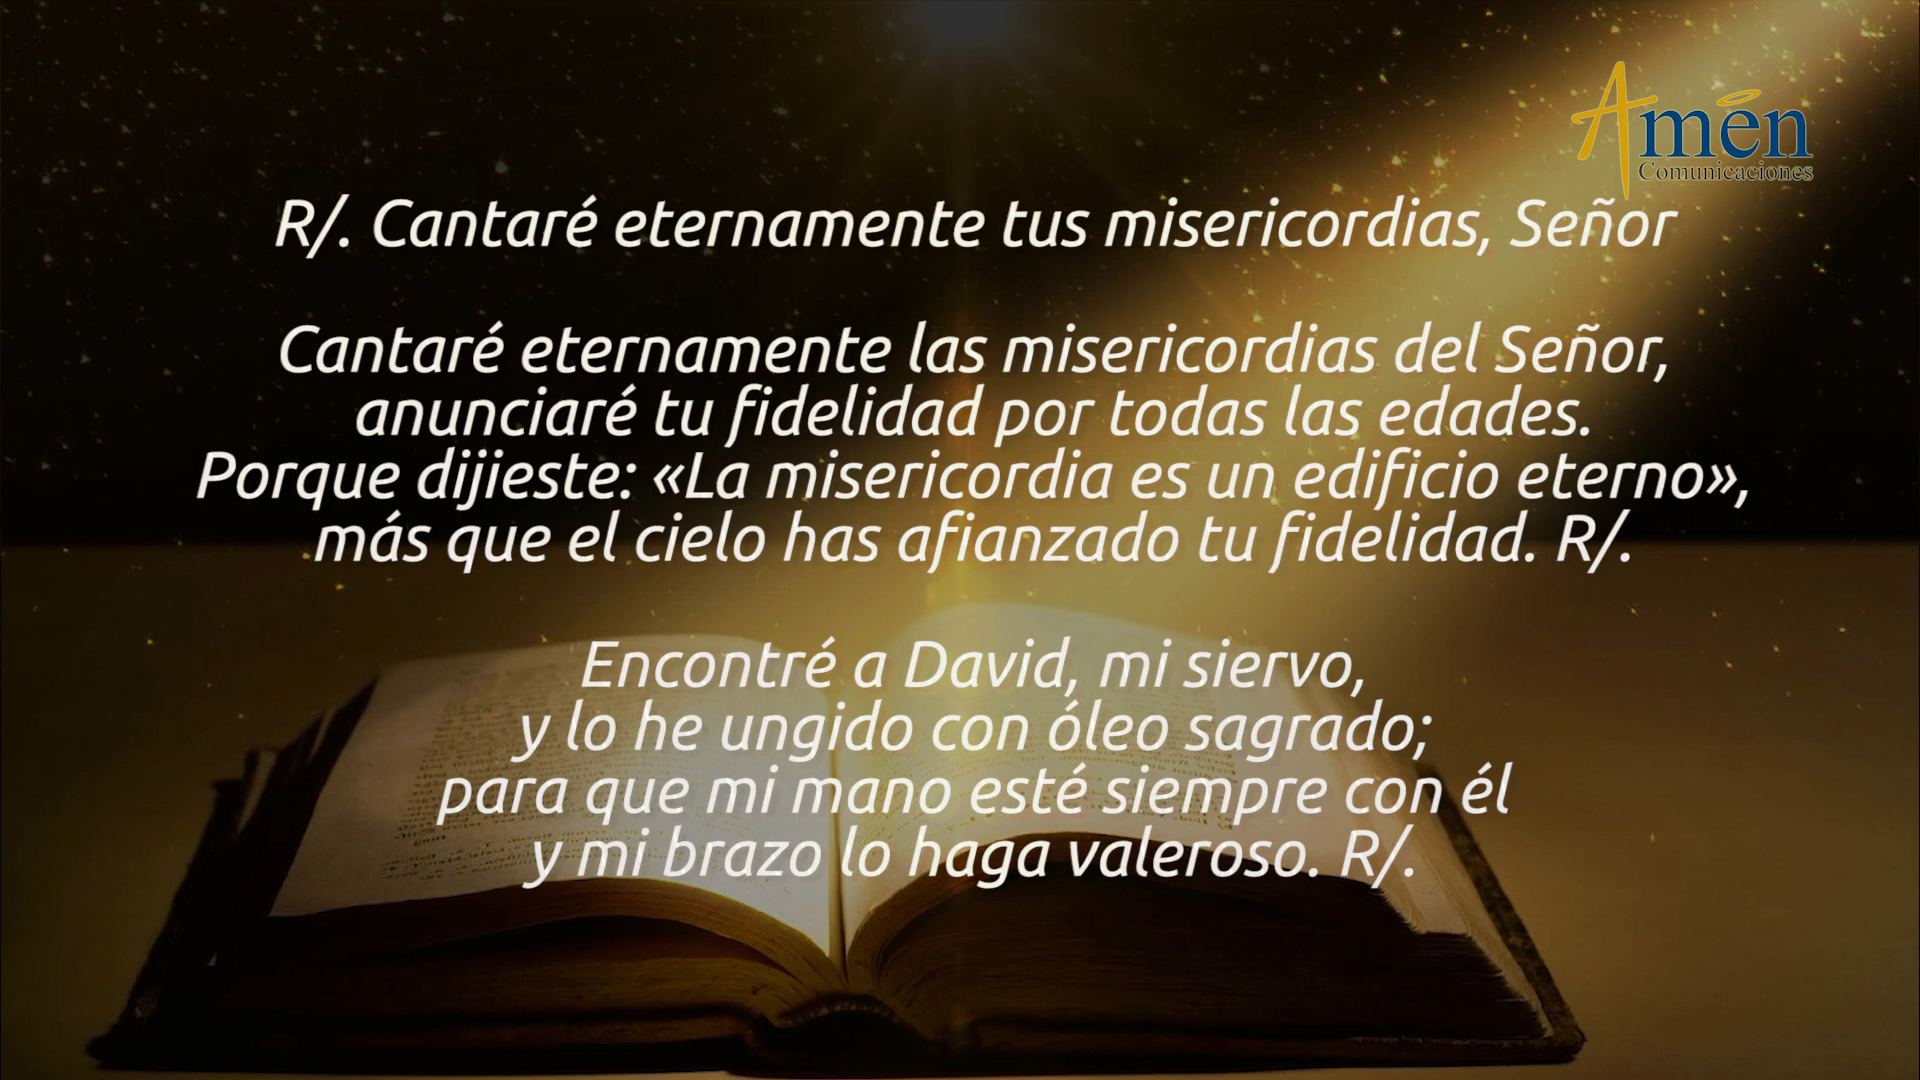 Amén
Comunicaciones
R/. Cantaré eternamente tus misericordias, Señor
Cantaré eternamente las misericordias del Señor,
anunciaré tu fidelidad por todas las edades.
Porque dijieste: «La misericordia es un edificio eterno»,
más que el cielo has afianzado tu fidelidad. R/.
Encontré a David, mi siervo,
y lo he ungido con óleo sagrado;
para que mi mano esté siempre con él
y mi brazo lo haga valeroso. R/.